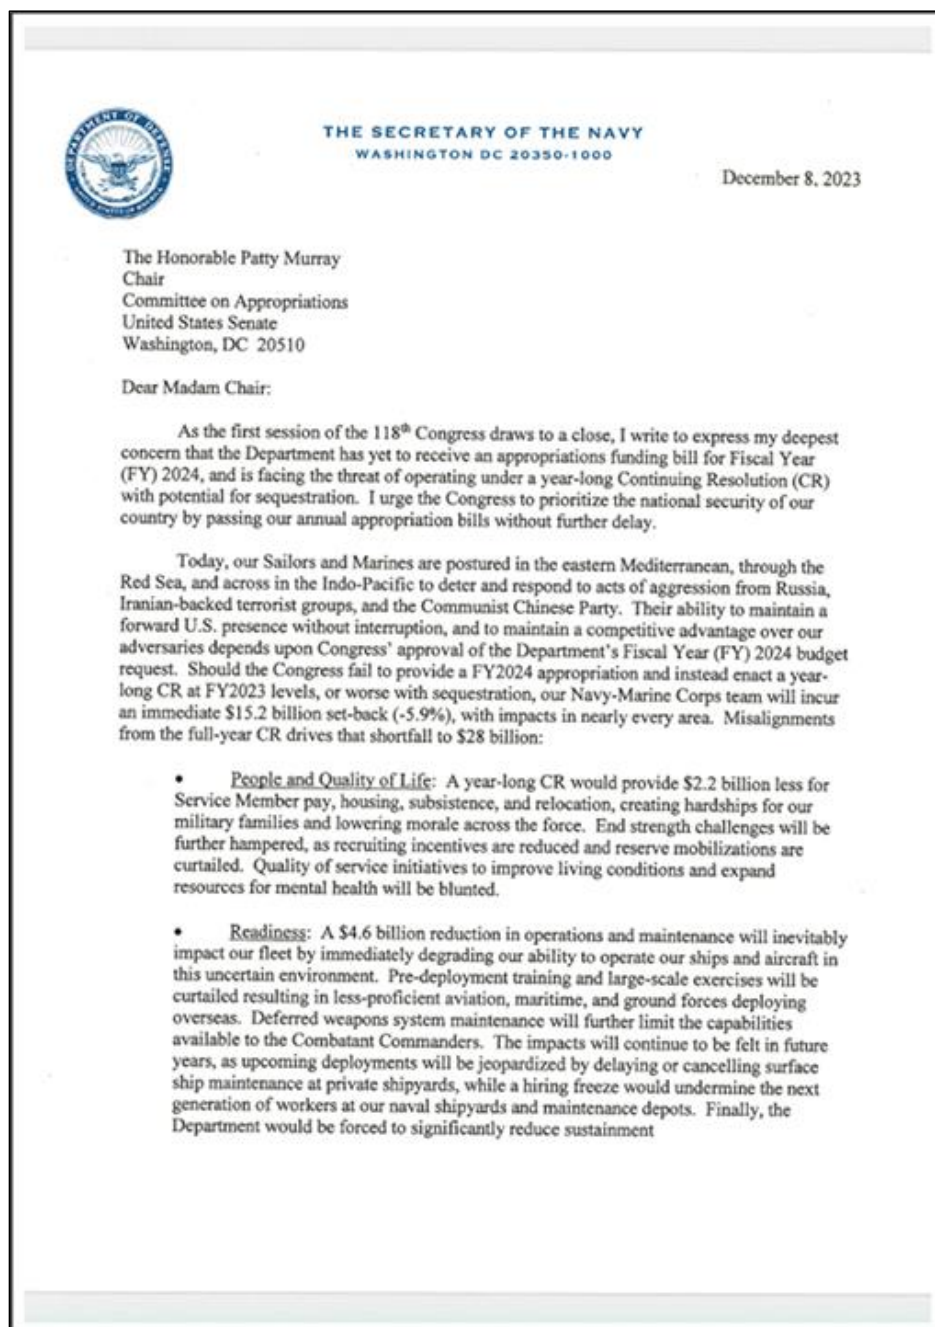 DEPARTMENT OF DEFENSE
THE SECRETARY OF THE NAVY
WASHINGTON DC 20350-1000
December 8, 2023
The Honorable Patty Murray
Chair
Committee on Appropriations
United States Senate
Washington, DC 20510
Dear Madam Chair:
As the first session of the 118th Congress draws to a close, I write to express my deepest
concern that the Department has yet to receive an appropriations funding bill for Fiscal Year
(FY) 2024, and is facing the threat of operating under a year-long Continuing Resolution (CR)
with potential for sequestration. I urge the Congress to prioritize the national security of our
country by passing our annual appropriation bills without further delay.
Today, our Sailors and Marines are postured in the eastern Mediterranean, through the
Red Sea, and across in the Indo-Pacific to deter and respond to acts of aggression from Russia,
Iranian-backed terrorist groups, and the Communist Chinese Party. Their ability to maintain a
forward U.S. presence without interruption, and to maintain a competitive advantage over our
adversaries depends upon Congress' approval of the Department's Fiscal Year (FY) 2024 budget
request. Should the Congress fail to provide a FY2024 appropriation and instead enact a year-
long CR at FY2023 levels, or worse with sequestration, our Navy-Marine Corps team will incur
an immediate $15.2 billion set-back (-5.9%), with impacts in nearly every area. Misalignments
from the full-year CR drives that shortfall to $28 billion:
• People and Quality of Life: A year-long CR would provide $2.2 billion less for
Service Member pay, housing, subsistence, and relocation, creating hardships for our
military families and lowering morale across the force. End strength challenges will be
further hampered, as recruiting incentives are reduced and reserve mobilizations are
curtailed. Quality of service initiatives to improve living conditions and expand
resources for mental health will be blunted.
• Readiness: A $4.6 billion reduction in operations and maintenance will inevitably
impact our fleet by immediately degrading our ability to operate our ships and aircraft in
this uncertain environment. Pre-deployment training and large-scale exercises will be
curtailed resulting in less-proficient aviation, maritime, and ground forces deploying
overseas. Deferred weapons system maintenance will further limit the capabilities
available to the Combatant Commanders. The impacts will continue to be felt in future
years, as upcoming deployments will be jeopardized by delaying or cancelling surface
ship maintenance at private shipyards, while a hiring freeze would undermine the next
generation of workers at our naval shipyards and maintenance depots. Finally, the
Department would be forced to significantly reduce sustainment